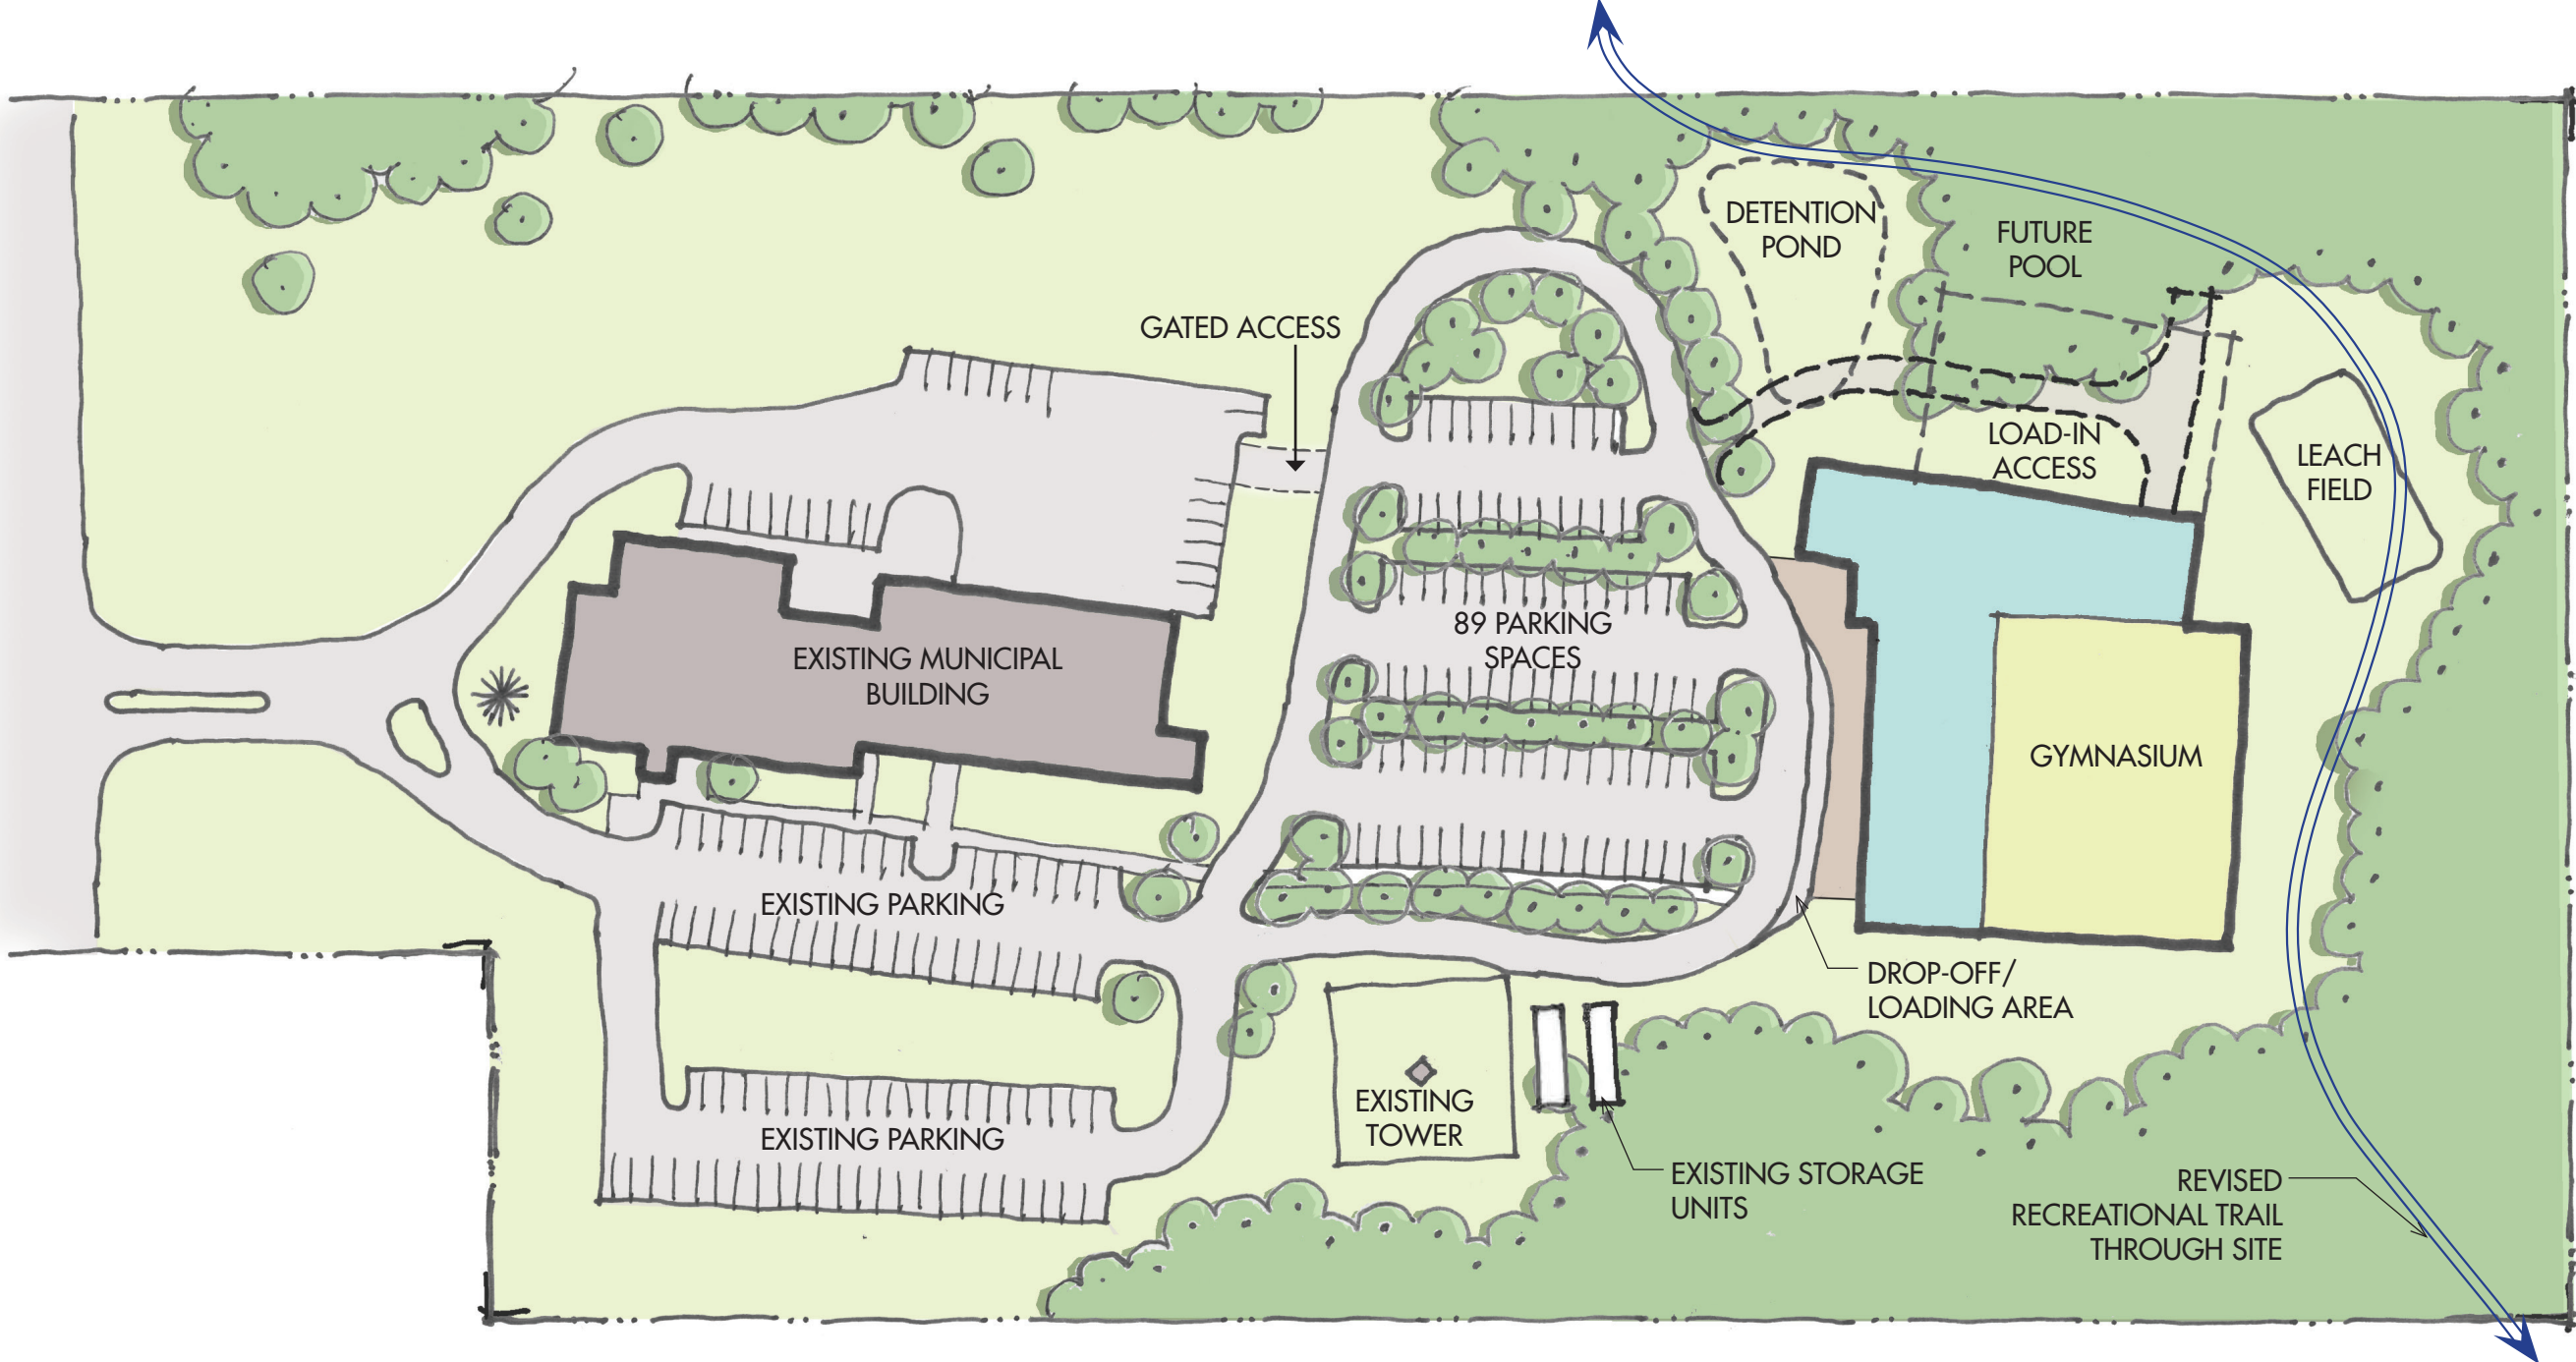 DETENTION
POND
FUTURE
POOL
GATED ACCESS
LOAD-IN
ACCESS
LEACH
FIELD
89 PARKING
SPACES
EXISTING MUNICIPAL
BUILDING
GYMNASIUM
EXISTING PARKING
DROP-OFF/
LOADING AREA
EXISTING
TOWER
EXISTING PARKING
EXISTING STORAGE
UNITS
REVISED
RECREATIONAL TRAIL
THROUGH SITE